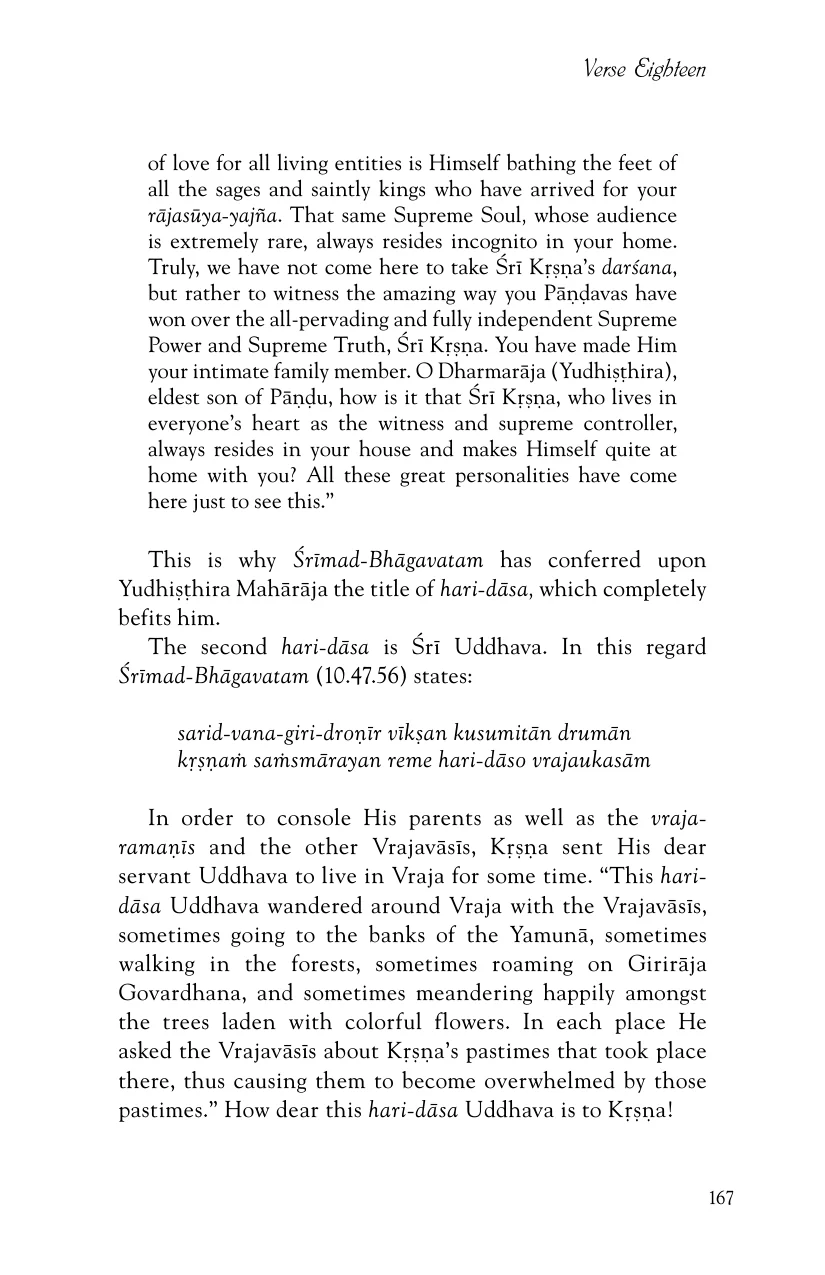 Verse Eighteen
of love for all living entities is Himself bathing the feet of
all the sages and saintly kings who have arrived for your
rājasūya-yajña. That same Supreme Soul, whose audience
is extremely rare, always resides incognito in your home.
Truly, we have not come here to take Śrī Kṛṣṇa’s darśana,
but rather to witness the amazing way you Pāṇḍavas have
won over the all-pervading and fully independent Supreme
Power and Supreme Truth, Śrī Kṛṣṇa. You have made Him
your intimate family member. O Dharmarāja (Yudhiṣṭhira),
eldest son of Pāṇḍu, how is it that Śrī Kṛṣṇa, who lives in
everyone’s heart as the witness and supreme controller,
always resides in your house and makes Himself quite at
home with you? All these great personalities have come
here just to see this.”
This is why Śrīmad-Bhāgavatam has conferred upon
Yudhiṣṭhira Mahārāja the title of hari-dāsa, which completely
befits him.
The second hari-dāsa is Śrī Uddhava. In this regard
Śrīmad-Bhāgavatam (10.47.56) states:
sarid-vana-giri-droṇīr vīkṣan kusumitān drumān
kṛṣṇaṁ saṁsmārayan reme hari-dāso vrajaukasām
In order to console His parents as well as the vraja-
ramaṇīs and the other Vrajavāsīs, Kṛṣṇa sent His dear
servant Uddhava to live in Vraja for some time. “This hari-
dāsa Uddhava wandered around Vraja with the Vrajavāsīs,
sometimes going to the banks of the Yamunā, sometimes
walking in the forests, sometimes roaming on Girirāja
Govardhana, and sometimes meandering happily amongst
the trees laden with colorful flowers. In each place He
asked the Vrajavāsīs about Kṛṣṇa’s pastimes that took place
there, thus causing them to become overwhelmed by those
pastimes.” How dear this hari-dāsa Uddhava is to Kṛṣṇa!
167